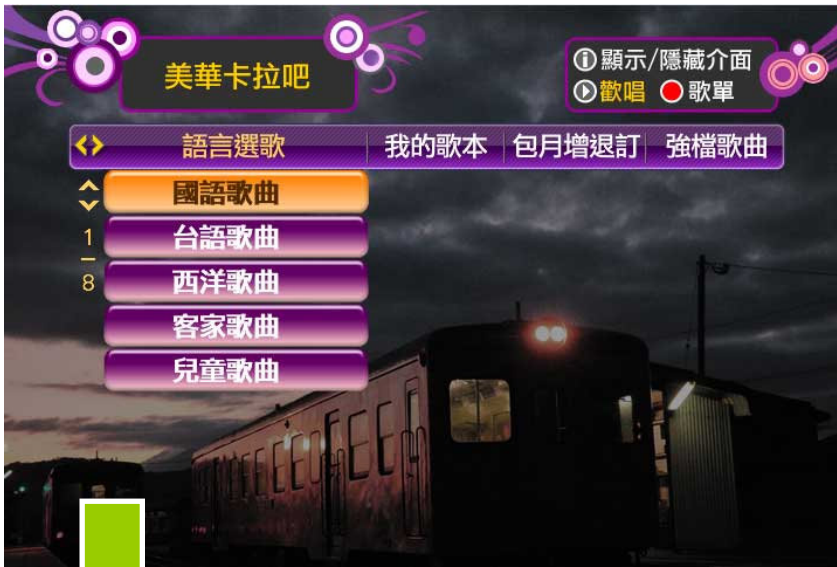 美華卡拉吧
ⓘ顯示/隱藏介面
歡唱 歌單
語言選歌 我的歌本 包月增退訂 強檔歌曲
國語歌曲
1
台語歌曲
8
西洋歌曲
客家歌曲
兒童歌曲